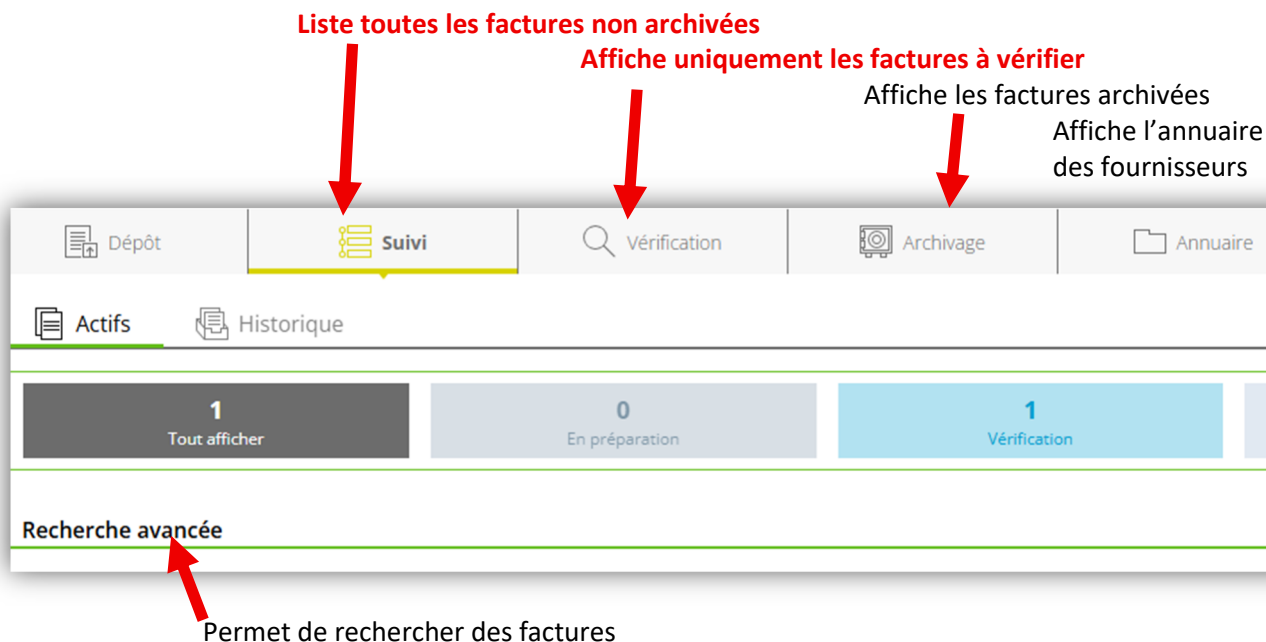 Liste toutes les factures non archivées
Affiche uniquement les factures à vérifier
Affiche les factures archivées
Affiche l’annuaire
des fournisseurs
Dépôt
Suivi
Vérification
Archivage
Annuaire
Actifs
Historique
1
Tout afficher
0
En préparation
1
Vérification
Recherche avancée
Permet de rechercher des factures